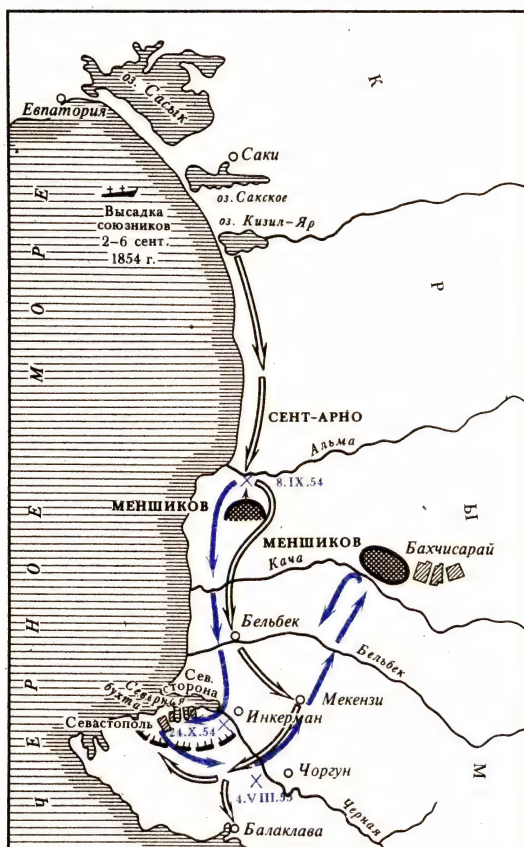 оз. Сасык
Евпатория
К
Саки
оз. Сакское
оз. Кизил-Яр
Высадка
союзников
2–6 сент.
1854 г.
Р
СЕНТ-АРНО
Альма
8.IX.54
МЕНШИКОВ
Ы
МЕНШИКОВ
Бахчисарай
Кача
Бельбек
Бельбек
Сев.
сторона
Мекензи
Северная
бухта
Инкерман
Севастополь
24.X.54
М
Чоргун
4.VIII.55
Черная
Балаклава
ЧЕРНОЕ МОРЕ